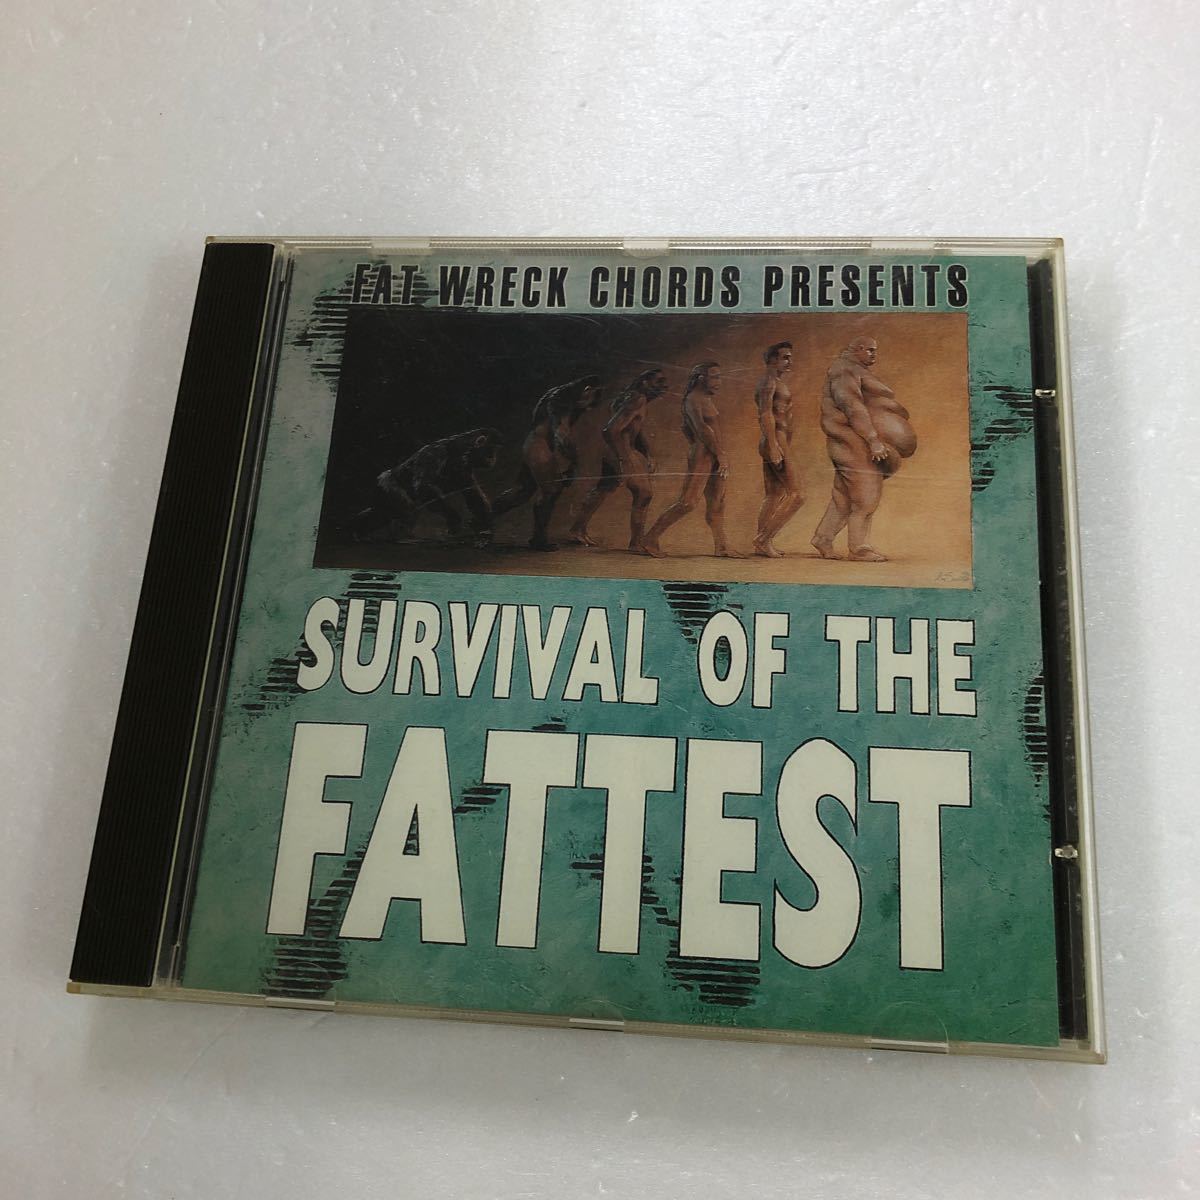 FAT WRECK CHORDS PRESENTS
SURVIVAL OF THE
FATTEST